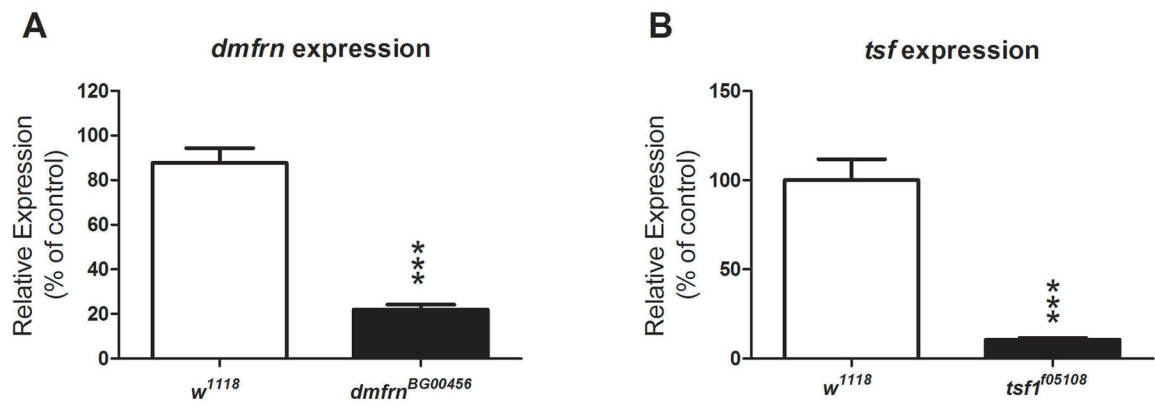 A
dmfrn expression
Relative Expression
(% of control)
120
100
80
60
40
20
0
***
w1118
dmfrnBG00456
B
tsf expression
Relative Expression
(% of control)
150
100
50
0
***
w1118
tsf1f05108